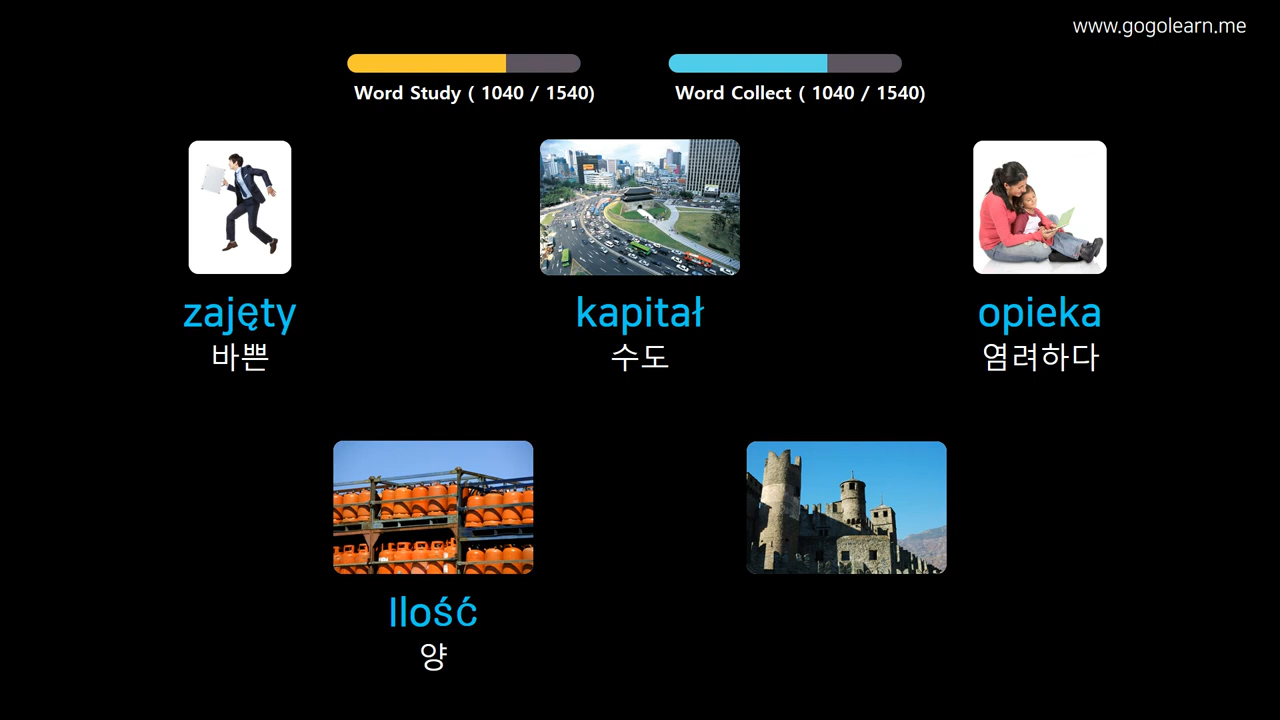 www.gogolearn.me
Word Study ( 1040 / 1540)
Word Collect ( 1040 / 1540)
zajęty
바쁜
kapitał
수도
opieka
염려하다
Ilość
양